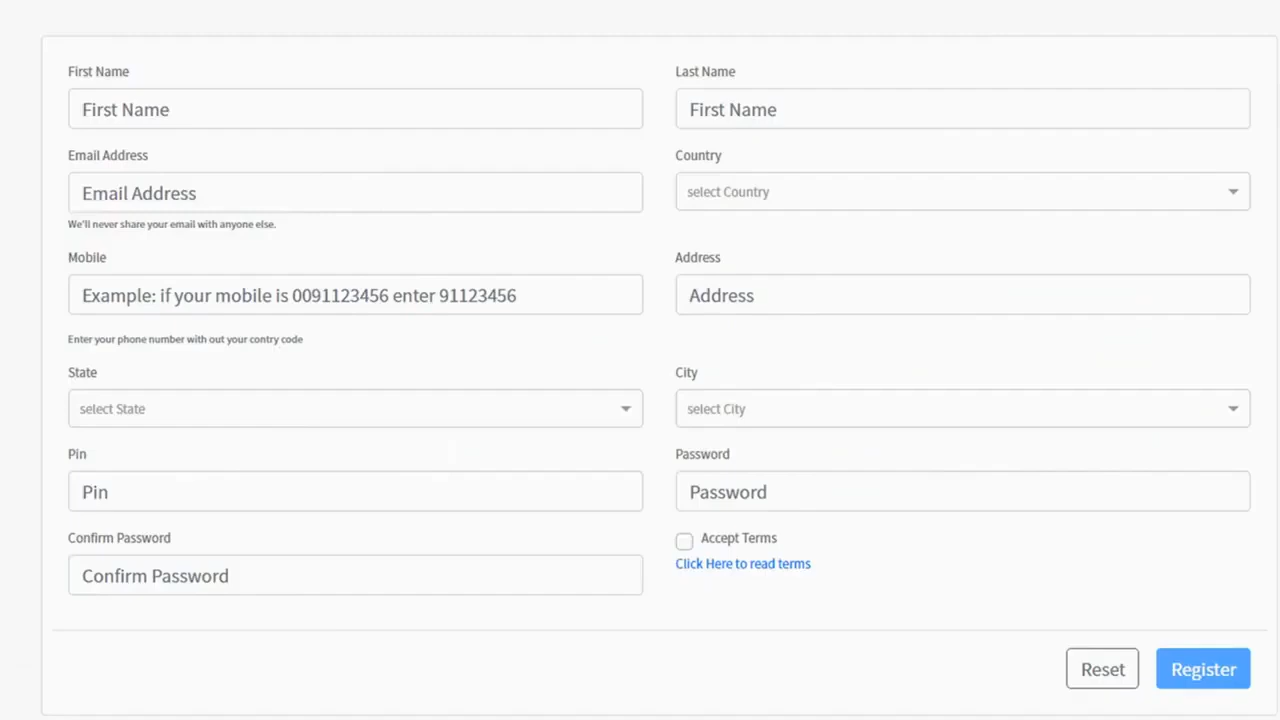 First Name
Last Name
First Name
First Name
Email Address
Country
Email Address
select Country
We'll never share your email with anyone else.
Mobile
Address
Example: if your mobile is 0091123456 enter 91123456
Address
Enter your phone number with out your contry code
State
City
select State
select City
Pin
Password
Pin
Password
Confirm Password
Accept Terms
Click Here to read terms
Confirm Password
Reset
Register